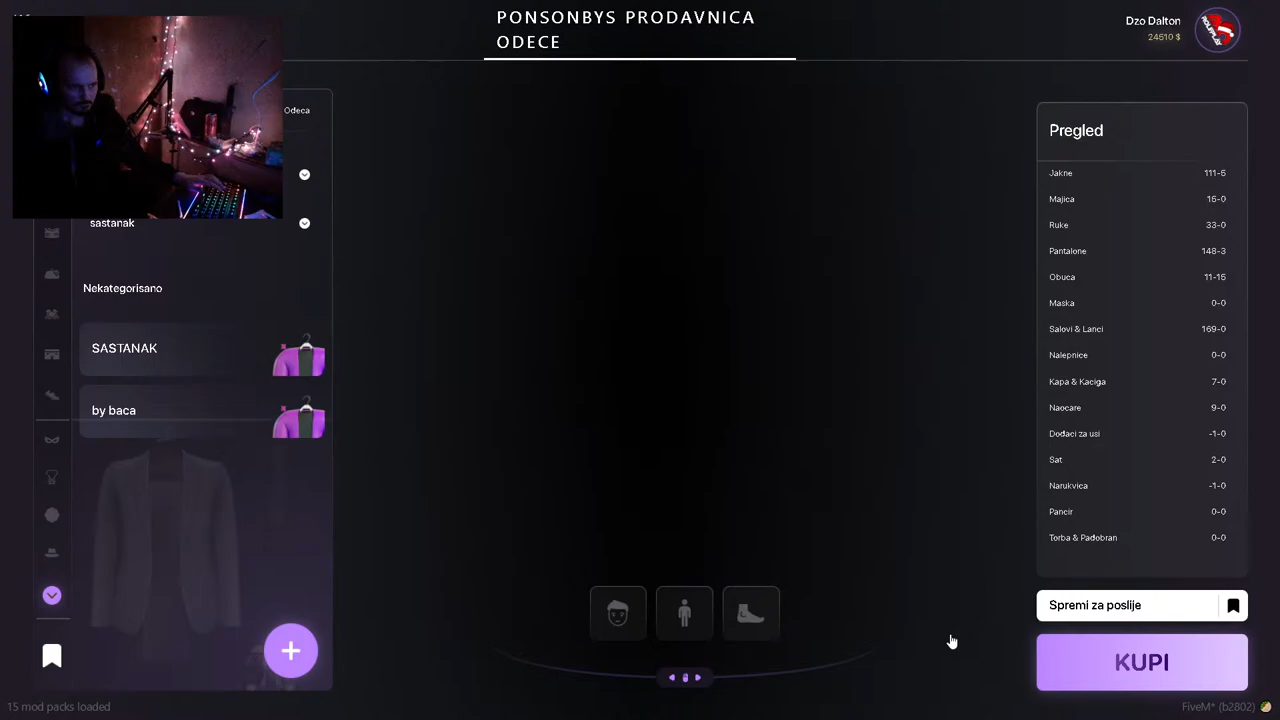 PONSONBYS PRODAVNICA
ODECE
Dzo Dalton
24510 $
Odeca
sastanak
Nekategorisano
SASTANAK
by baca
Pregled
Jakne 111-6
Majica 16-0
Ruke 33-0
Pantalone 148-3
Obuca 11-15
Maska 0-0
Salovi & Lanci 169-0
Nalepnice 0-0
Kapa & Kaciga 7-0
Naocare 9-0
Dodaci za usi -1-0
Sat 2-0
Narukvica -1-0
Pancir 0-0
Torba & Padobran 0-0
Spremi za poslije
KUPI
15 mod packs loaded
FiveM* (b2802)